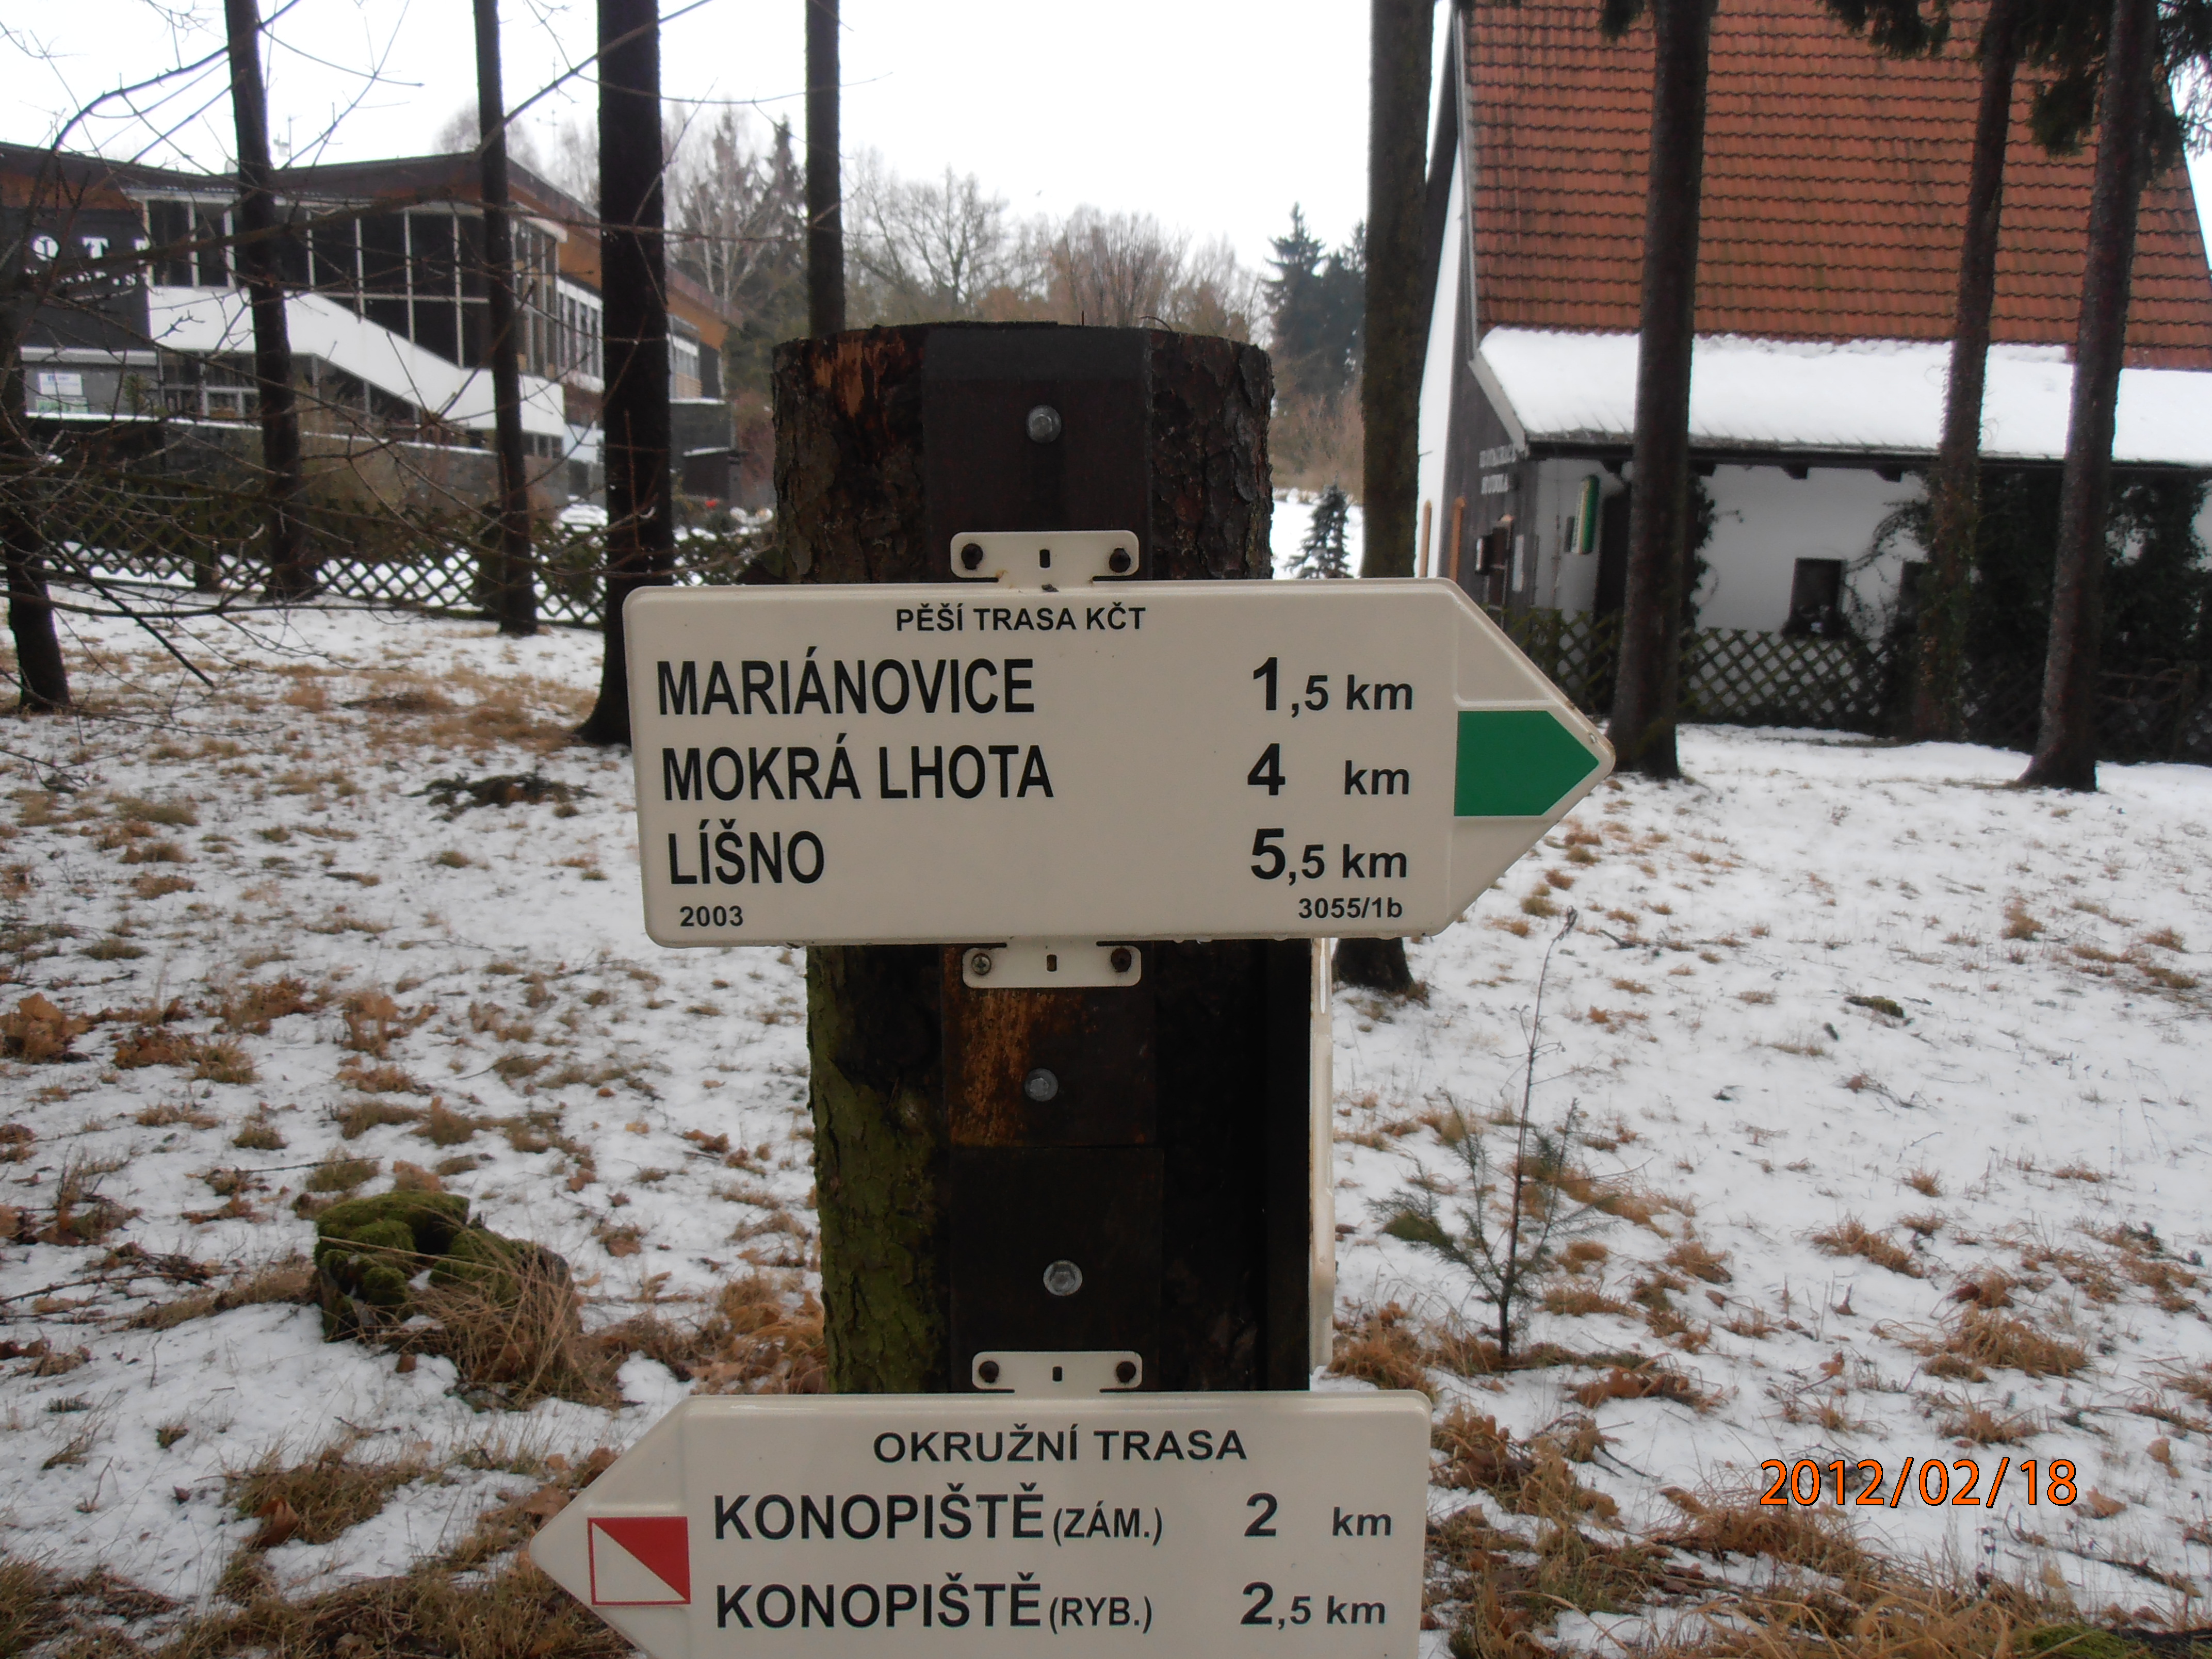 PĚŠÍ TRASA KČT
MARIÁNOVICE 1,5 km
MOKRÁ LHOTA 4 km
LÍŠNO 5,5 km
2003 3055/1b
OKRUŽNÍ TRASA
KONOPIŠTĚ (ZÁM.) 2 km
KONOPIŠTĚ (RYB.) 2,5 km
2012/02/18